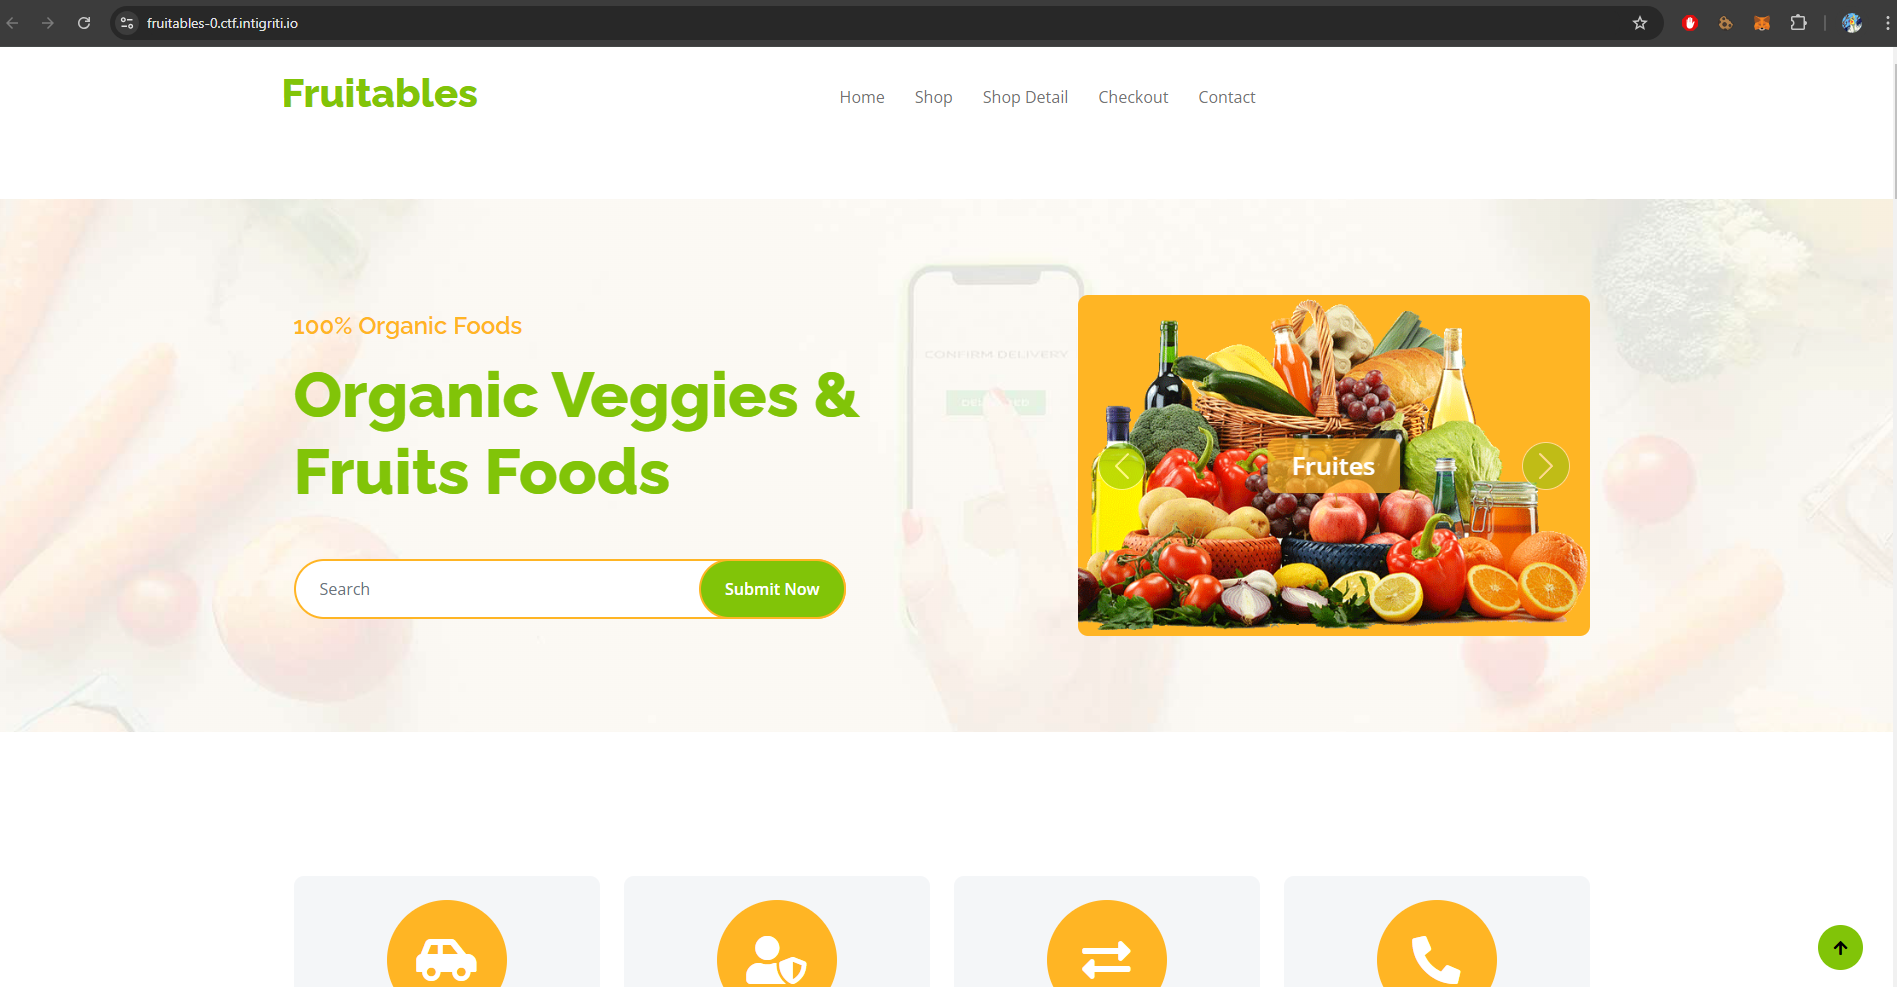 fruitables-0.ctf.intigriti.io
Fruitables
Home
Shop
Shop Detail
Checkout
Contact
100% Organic Foods
Organic Veggies &
Fruits Foods
Search
Submit Now
CONFIRM DELIVERY
Fruites